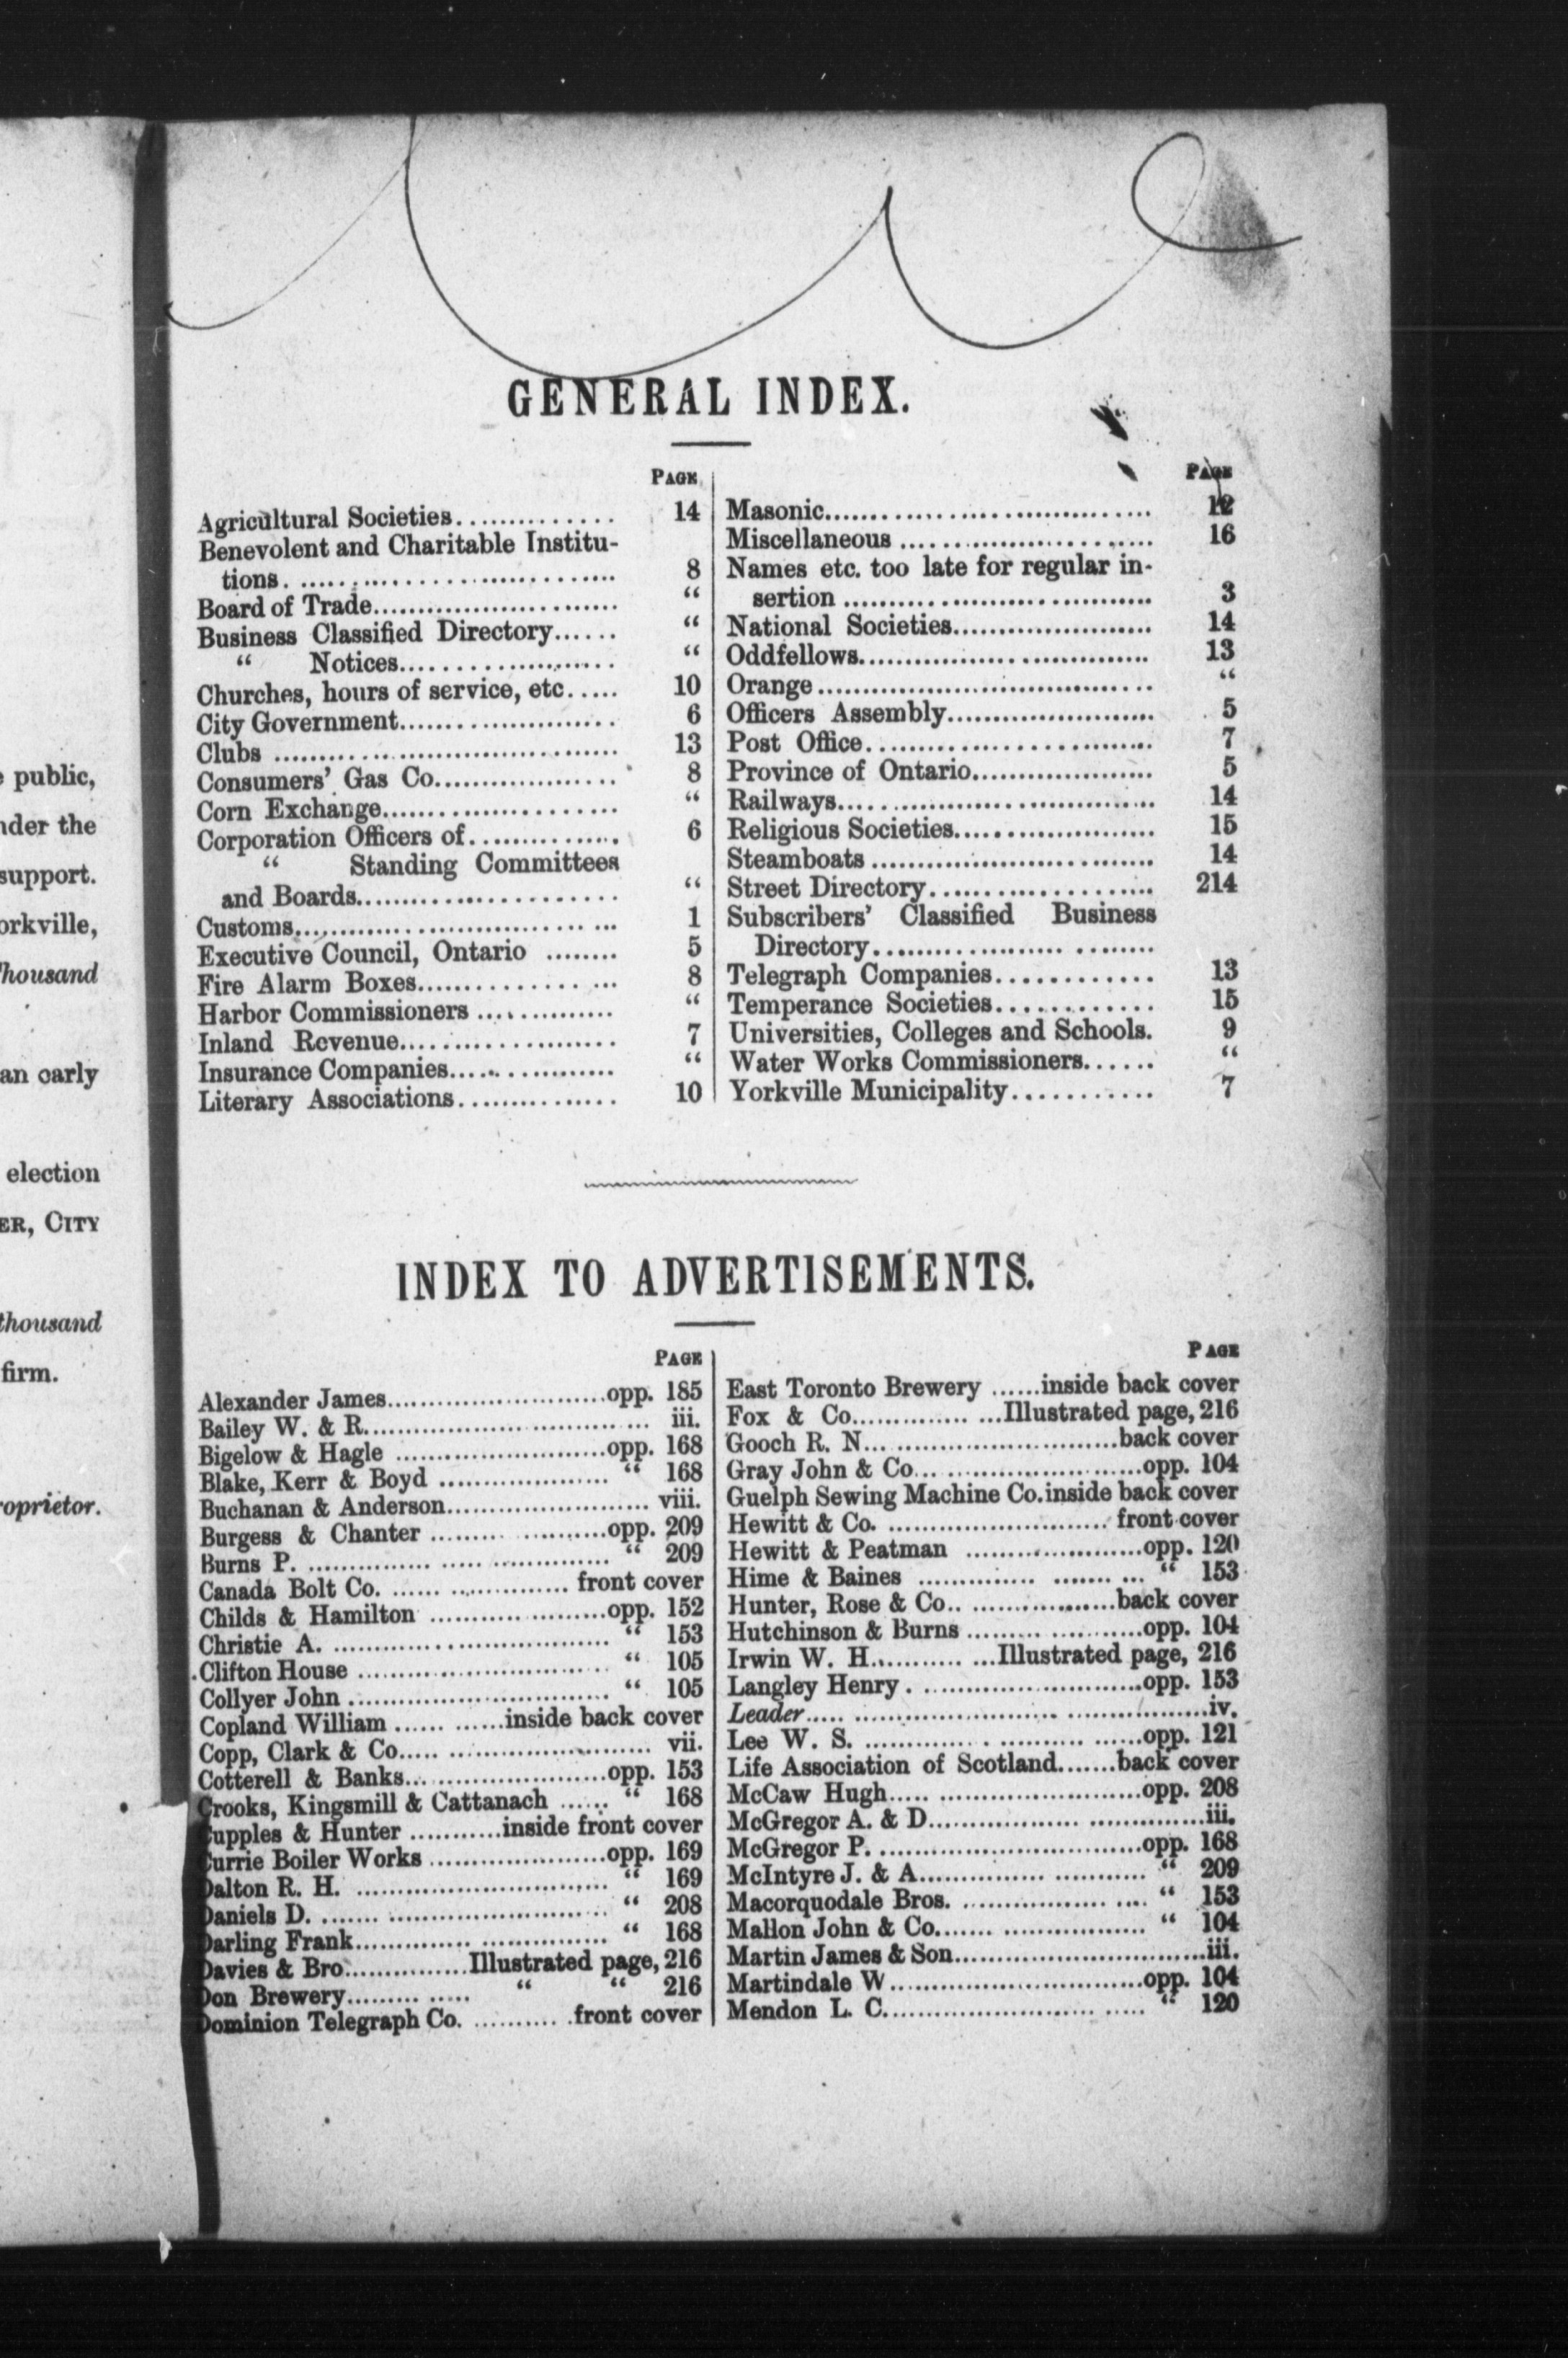 public,
the
support.
election
CITY
thousand
firm.
GENERAL INDEX.
PAGE
Agricultural Societies.............. 14
Benevolent and Charitable Institu-
tions. .............................. 8
Board of Trade......................... "
Business Classified Directory...... "
" Notices...................... "
Churches, hours of service, etc..... 10
City Government...................... 6
Clubs ................................... 13
Consumers' Gas Co.................. 8
Corn Exchange........................ "
Corporation Officers of............... 6
" Standing Committees
and Boards.......................... "
Customs................................ 1
Executive Council, Ontario ........ 5
Fire Alarm Boxes................... 8
Harbor Commissioners .............. "
Inland Revenue...................... 7
Insurance Companies................ "
Literary Associations............... 10
PAGE
Masonic................................. 12
Miscellaneous ......................... 16
Names etc. too late for regular in-
sertion ................................ 3
National Societies...................... 14
Oddfellows............................... 13
Orange................................... "
Officers Assembly....................... 5
Post Office............................. 7
Province of Ontario.................... 5
Railways................................. 14
Religious Societies...................... 15
Steamboats .............................. 14
Street Directory........................ 214
Subscribers' Classified Business
Directory............................
Telegraph Companies............. 13
Temperance Societies............. 15
Universities, Colleges and Schools. 9
Water Works Commissioners...... "
Yorkville Municipality........... 7
INDEX TO ADVERTISEMENTS.
PAGE
Alexander James........................opp. 185
Bailey W. & R............................ iii.
Bigelow & Hagle ........................opp. 168
Blake, Kerr & Boyd ................... " 168
Buchanan & Anderson....................... viii.
Burgess & Chanter ....................opp. 209
Burns P. ............................... " 209
Canada Bolt Co. .................... front cover
Childs & Hamilton ....................opp. 152
Christie A. ............................. " 153
Clifton House ........................... " 105
Collyer John ............................ " 105
Copland William ............inside back cover
Copp, Clark & Co........................ vii.
Cotterell & Banks......................opp. 153
Crooks, Kingsmill & Cattanach ...... " 168
Cupples & Hunter ...........inside front cover
Currie Boiler Works .....................opp. 169
Dalton R. H. ............................ " 169
Daniels D. .............................. " 208
Darling Frank........................... " 168
Davies & Bro...............Illustrated page, 216
Don Brewery.............. " " 216
Dominion Telegraph Co. ............front cover
PAGE
East Toronto Brewery ......inside back cover
Fox & Co.................Illustrated page, 216
Gooch R. N..............................back cover
Gray John & Co..........................opp. 104
Guelph Sewing Machine Co.inside back cover
Hewitt & Co. .......................... front cover
Hewitt & Peatman ......................opp. 120
Hime & Baines ......................... " 153
Hunter, Rose & Co.. ..................back cover
Hutchinson & Burns ....................opp. 104
Irwin W. H..............Illustrated page, 216
Langley Henry. .........................opp. 153
Leader..........................................iv.
Lee W. S. ..............................opp. 121
Life Association of Scotland.......back cover
McCaw Hugh............................opp. 208
McGregor A. & D..............................iii.
McGregor P. .............................opp. 168
McIntyre J. & A.......................... " 209
Macorquodale Bros. ..................... " 153
Mallon John & Co........................ " 104
Martin James & Son............................iii.
Martindale W............................opp. 104
Mendon L. C............................. " 120